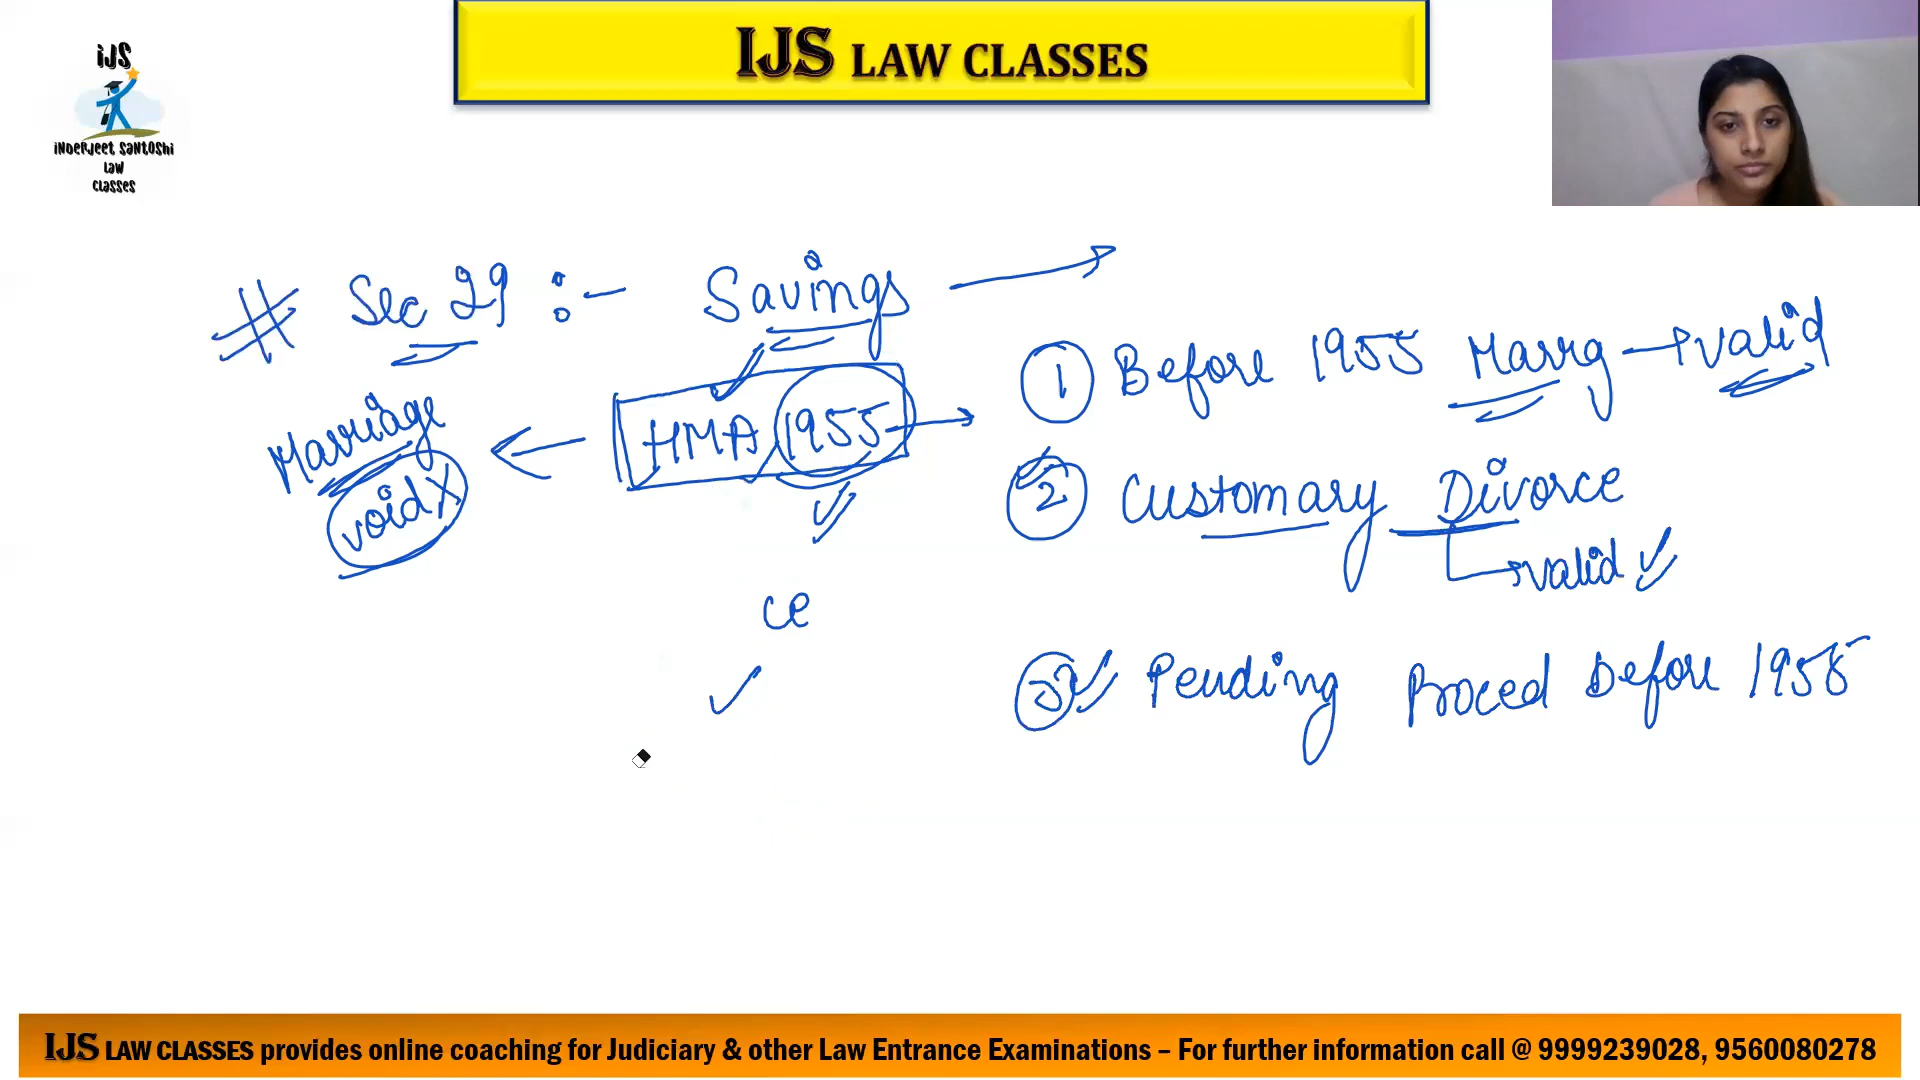 IJS
IJS LAW CLASSES
INDERJEET SANTOSHI
LAW
CLASSES
# Sec 29 :- Savings
HMA 1955
Marriage
void X
① Before 1955 Marrg → valid
② Customary Divorce
→ valid ✓
ce
③ Pending Proced Before 1955
IJS LAW CLASSES provides online coaching for Judiciary & other Law Entrance Examinations – For further information call @ 9999239028, 9560080278